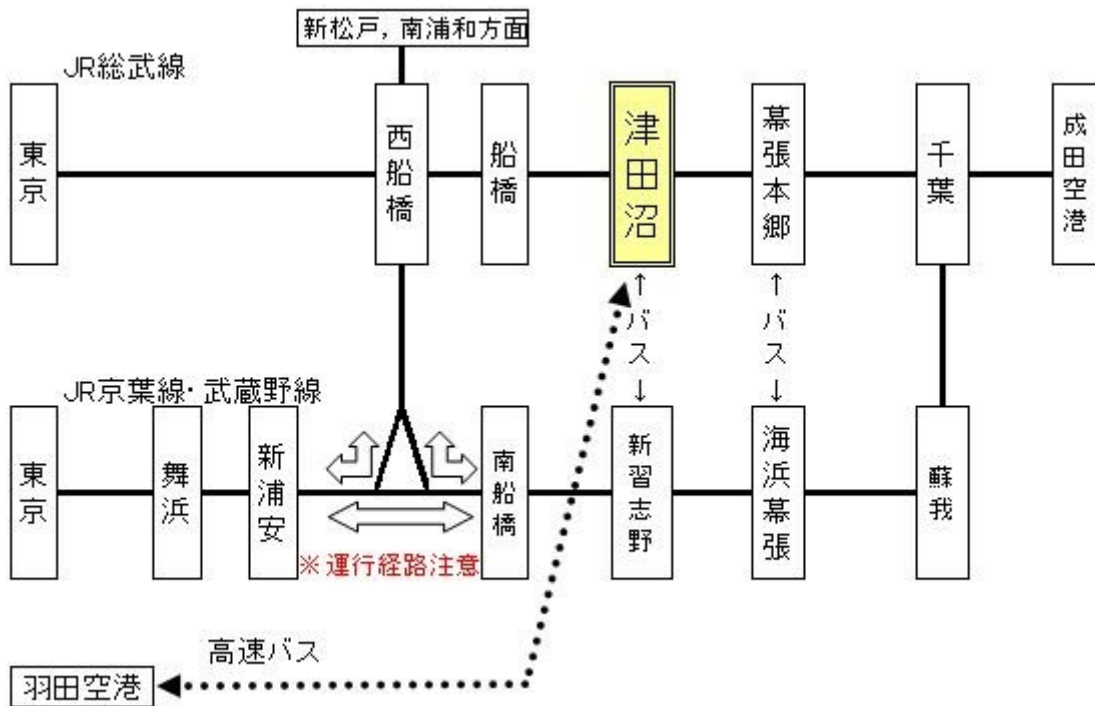 新松戸，南浦和方面
JR総武線
東京
西船橋
船橋
津田沼
幕張本郷
千葉
成田空港
↑バス↓
↑バス↓
JR京葉線・武蔵野線
東京
舞浜
新浦安
南船橋
新習志野
海浜幕張
蘇我
※運行経路注意
高速バス
羽田空港